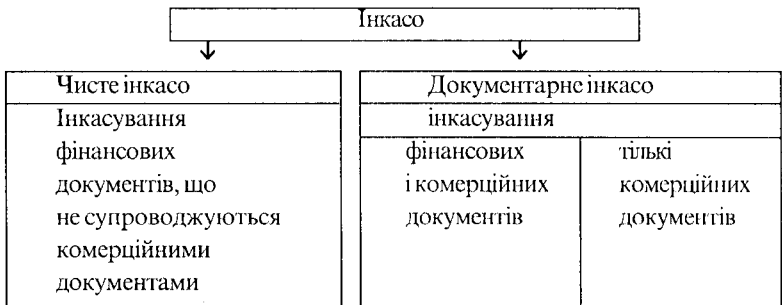 Інкасо
Чисте інкасо
Інкасування
фінансових
документів, що
не супроводжуються
комерційними
документами
Документарне інкасо
інкасування
фінансових
і комерційних
документів
тількі
комерційних
документів